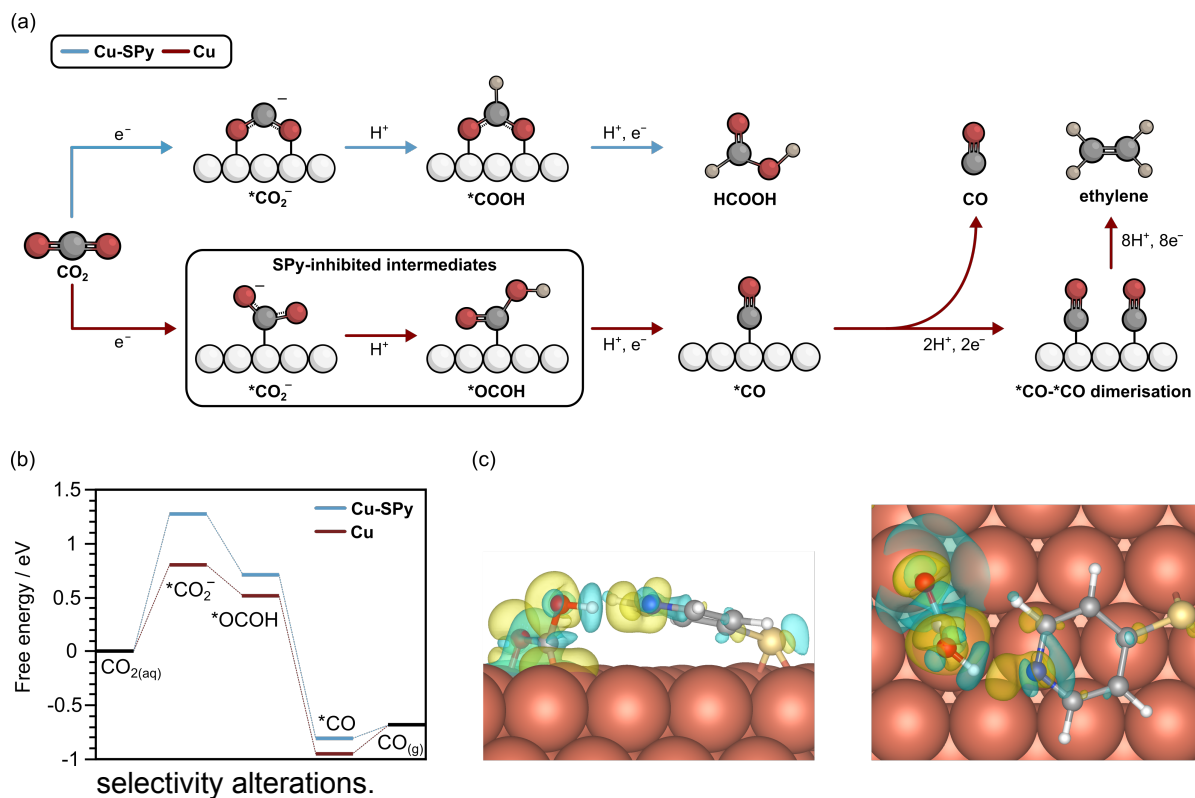 (a)
Cu-SPy Cu
e⁻ H⁺ H⁺, e⁻
*CO₂⁻ *COOH HCOOH CO ethylene
CO₂
8H⁺, 8e⁻
SPy-inhibited intermediates
e⁻ H⁺ H⁺, e⁻ 2H⁺, 2e⁻
*CO₂⁻ *OCOH *CO *CO-*CO dimerisation
(b)
Free energy / eV
1.5
1
0.5
0
-0.5
-1
Cu-SPy
Cu
*CO₂⁻
*OCOH
CO₂(aq)
*CO
CO(g)
selectivity alterations.
(c)